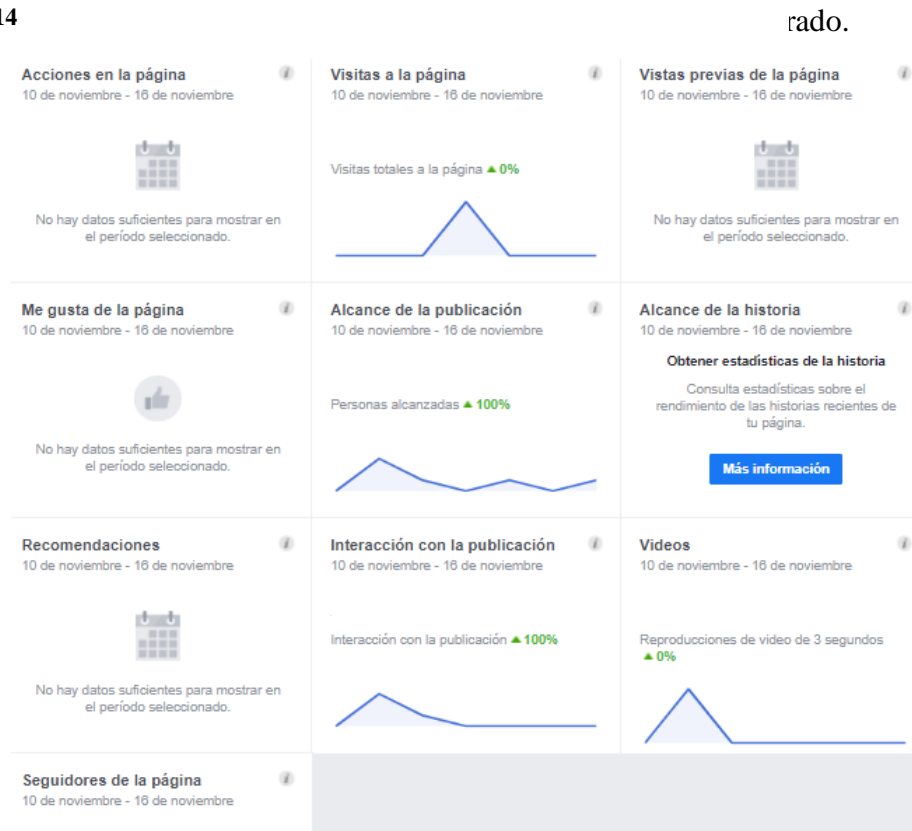 14
rado.
Acciones en la página
10 de noviembre - 16 de noviembre
No hay datos suficientes para mostrar en
el período seleccionado.
Visitas a la página
10 de noviembre - 16 de noviembre
Visitas totales a la página ▲ 0%
Vistas previas de la página
10 de noviembre - 16 de noviembre
No hay datos suficientes para mostrar en
el período seleccionado.
Me gusta de la página
10 de noviembre - 16 de noviembre
No hay datos suficientes para mostrar en
el período seleccionado.
Alcance de la publicación
10 de noviembre - 16 de noviembre
Personas alcanzadas ▲ 100%
Alcance de la historia
10 de noviembre - 16 de noviembre
Obtener estadísticas de la historia
Consulta estadísticas sobre el
rendimiento de las historias recientes de
tu página.
Más información
Recomendaciones
10 de noviembre - 16 de noviembre
No hay datos suficientes para mostrar en
el período seleccionado.
Interacción con la publicación
10 de noviembre - 16 de noviembre
Interacción con la publicación ▲ 100%
Videos
10 de noviembre - 16 de noviembre
Reproducciones de video de 3 segundos
▲ 0%
Seguidores de la página
10 de noviembre - 16 de noviembre